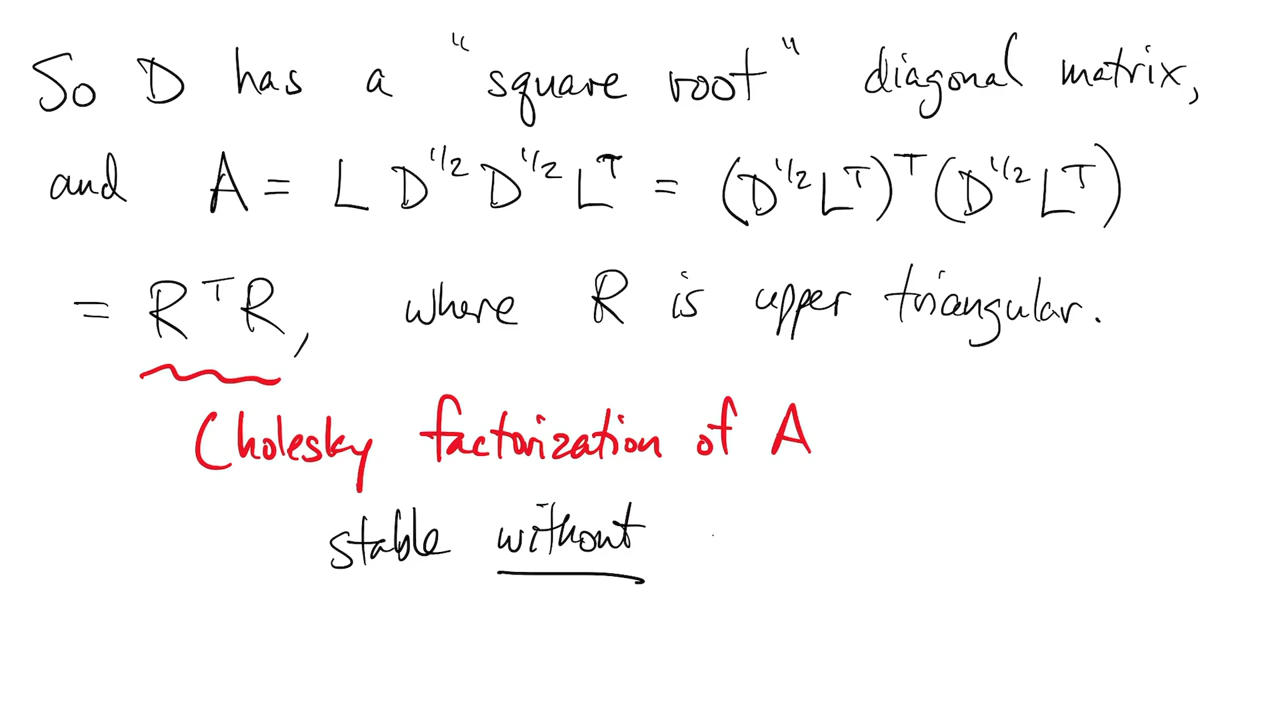 So D has a "square root" diagonal matrix,
and A = L D^{1/2} D^{1/2} L^T = (D^{1/2} L^T)^T (D^{1/2} L^T)
= R^T R, where R is upper triangular.
Cholesky factorization of A
stable without